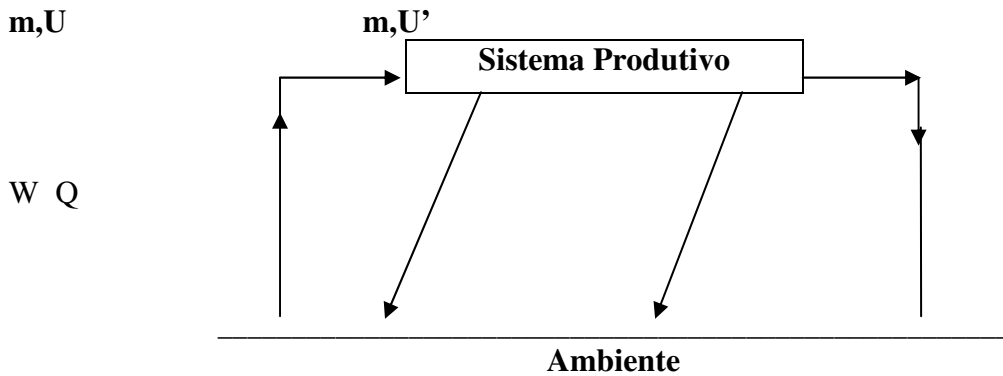 m,U m,U’
Sistema Produtivo
W Q
Ambiente